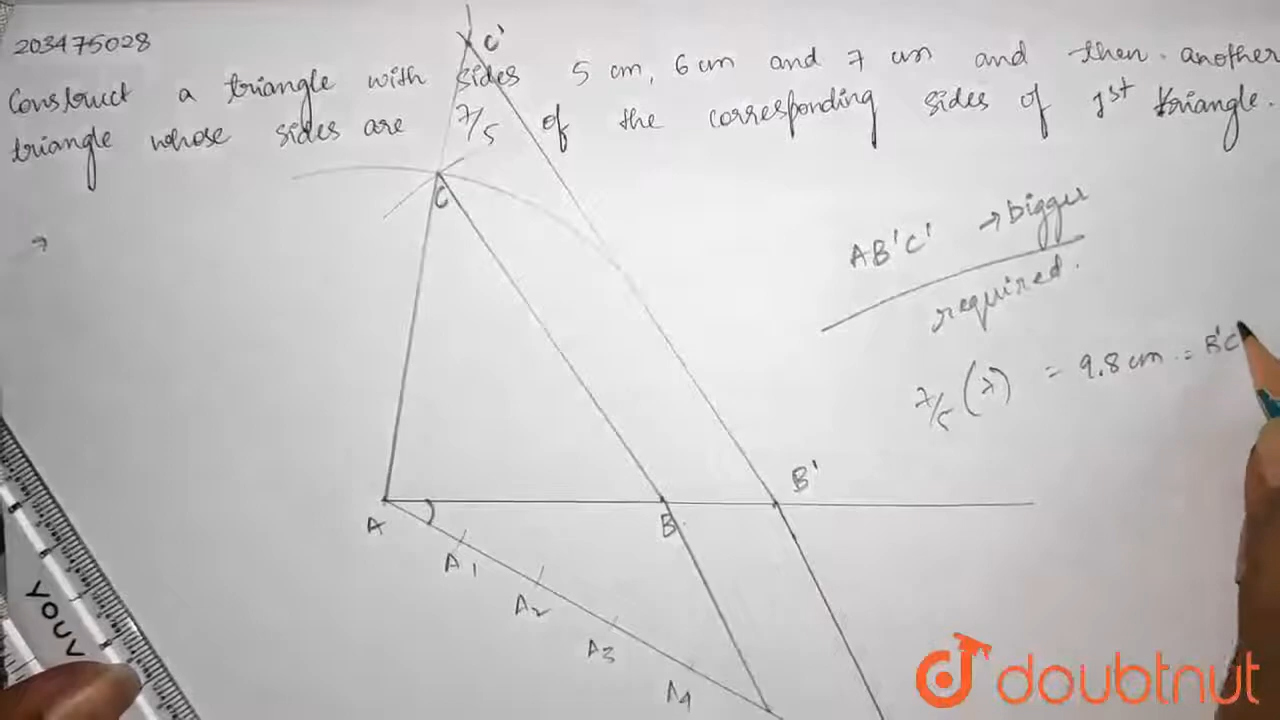 203475028
Construct a triangle with sides 5 cm, 6 cm and 7 cm and then another
triangle whose sides are 7/5 of the corresponding sides of 1st triangle.
C'
C
AB'C' → bigger
required.
7/5 (7) = 9.8 cm = B'C
B'
A
B
A1
A2
A3
A4
YOUV
doubtnut